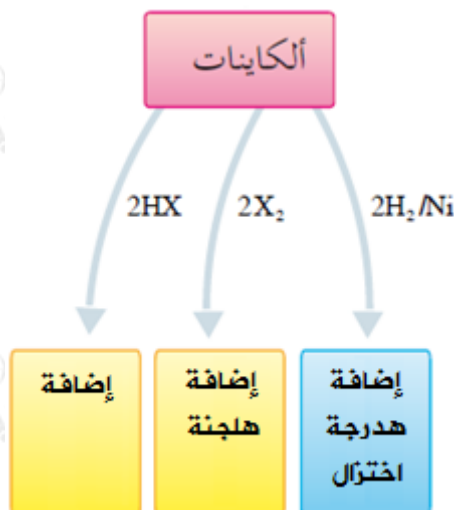 ألكاينات
2H₂/Ni
2X₂
2HX
إضافة
هدرجة
اختزال
إضافة
هلجنة
إضافة